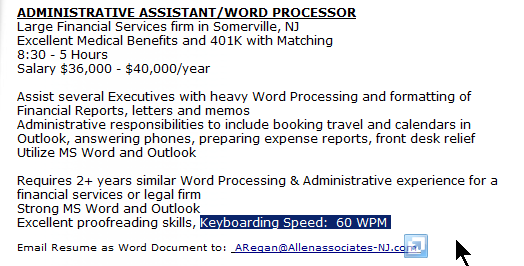 ADMINISTRATIVE ASSISTANT/WORD PROCESSOR
Large Financial Services firm in Somerville, NJ
Excellent Medical Benefits and 401K with Matching
8:30 - 5 Hours
Salary $36,000 - $40,000/year
Assist several Executives with heavy Word Processing and formatting of
Financial Reports, letters and memos
Administrative responsibilities to include booking travel and calendars in
Outlook, answering phones, preparing expense reports, front desk relief
Utilize MS Word and Outlook
Requires 2+ years similar Word Processing & Administrative experience for a
financial services or legal firm
Strong MS Word and Outlook
Excellent proofreading skills, Keyboarding Speed: 60 WPM
Email Resume as Word Document to: ARegan@Allenassociates-NJ.com